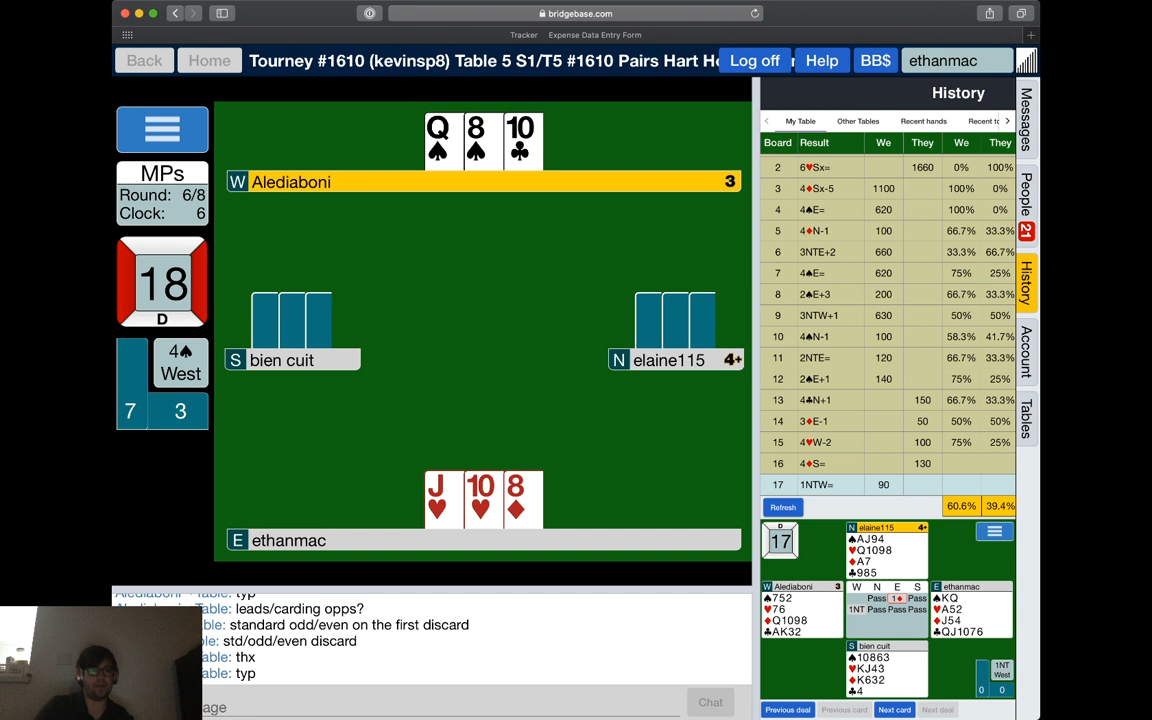 bridgebase.com
Tracker
Expense Data Entry Form
Back
Home
Tourney #1610 (kevinsp8) Table 5 S1/T5 #1610 Pairs Hart H
Log off
Help
BB$
ethanmac
MPs
Round: 6/8
Clock: 6
18
D
4♠
West
7
3
Q♠ 8♠ 10♣
W Alediaboni 3
S bien cuit
N elaine115 4+
J♥ 10♥ 8♦
E ethanmac
Table: typ
Alediaboni→Table: leads/carding opps?
Table: standard odd/even on the first discard
ble: std/odd/even discard
Table: thx
Table: typ
age
Chat
History
My Table
Other Tables
Recent hands
Recent to
Board Result We They We They
2 6♥Sx= 1660 0% 100%
3 4♦Sx-5 1100 100% 0%
4 4♠E= 620 100% 0%
5 4♦N-1 100 66.7% 33.3%
6 3NTE+2 660 33.3% 66.7%
7 4♠E= 620 75% 25%
8 2♠E+3 200 66.7% 33.3%
9 3NTW+1 630 50% 50%
10 4♠N-1 100 58.3% 41.7%
11 2NTE= 120 66.7% 33.3%
12 2♠E+1 140 75% 25%
13 4♣N+1 150 66.7% 33.3%
14 3♦E-1 50 50% 50%
15 4♥W-2 100 75% 25%
16 4♦S= 130
17 1NTW= 90
Refresh
60.6% 39.4%
D
17
N elaine115 4+
♠AJ94
♥Q1098
♦A7
♣985
W Alediaboni 3
♠752
♥76
♦Q1098
♣AK32
W N E S
Pass 1♦ Pass
1NT Pass Pass Pass
E ethanmac
♠KQ
♥A52
♦J54
♣QJ1076
S bien cuit
♠10863
♥KJ43
♦K632
♣4
1NT
West
0
0
Previous deal
Previous card
Next card
Next deal
Messages
People
21
History
Account
Tables